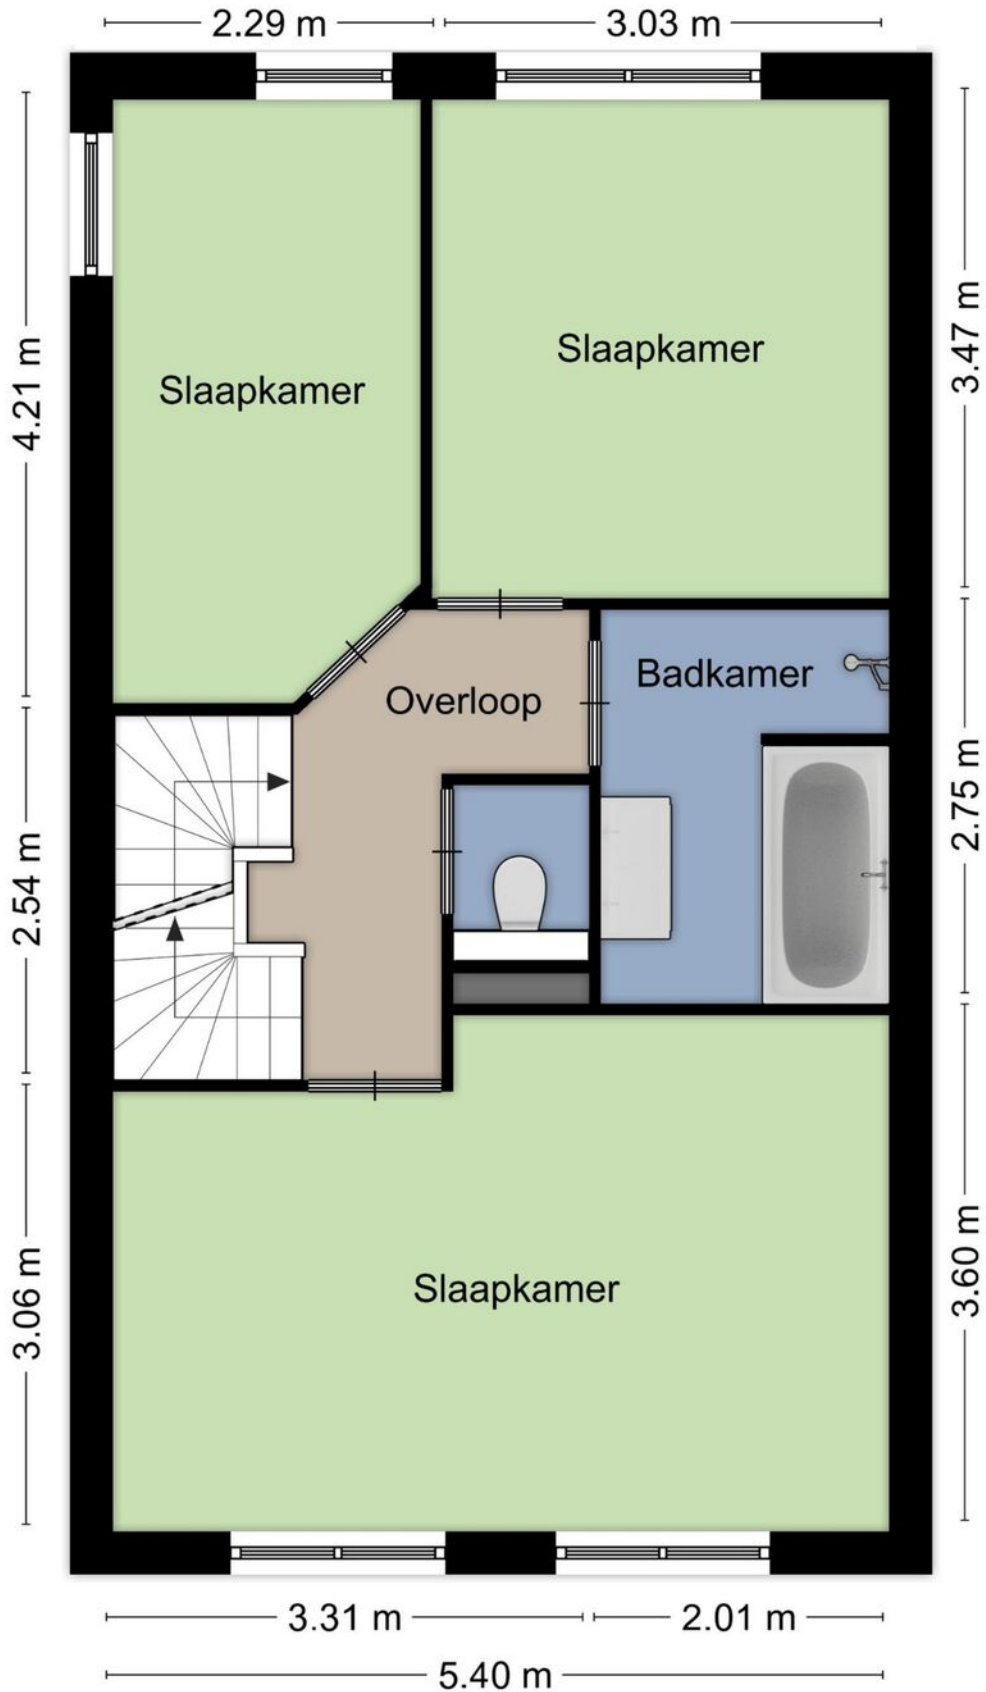 2.29 m
3.03 m
4.21 m
3.47 m
Slaapkamer
Slaapkamer
Overloop
Badkamer
2.54 m
2.75 m
3.06 m
3.60 m
Slaapkamer
3.31 m
2.01 m
5.40 m